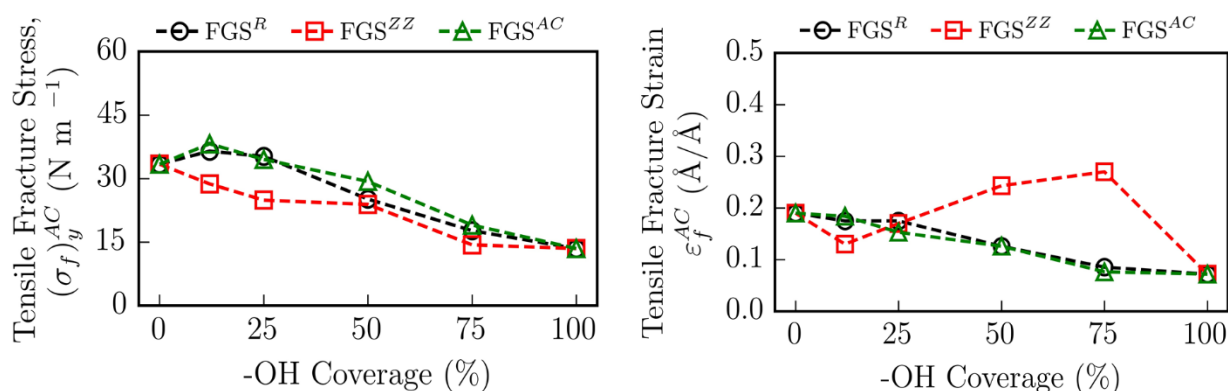 FGS^R FGS^ZZ FGS^AC
Tensile Fracture Stress,
(σ_f)_y^AC (N m ⁻¹)
60
45
30
15
0
0 25 50 75 100
-OH Coverage (%)
FGS^R FGS^ZZ FGS^AC
Tensile Fracture Strain
ε_f^AC (Å/Å)
0.5
0.4
0.3
0.2
0.1
0.0
0 25 50 75 100
-OH Coverage (%)